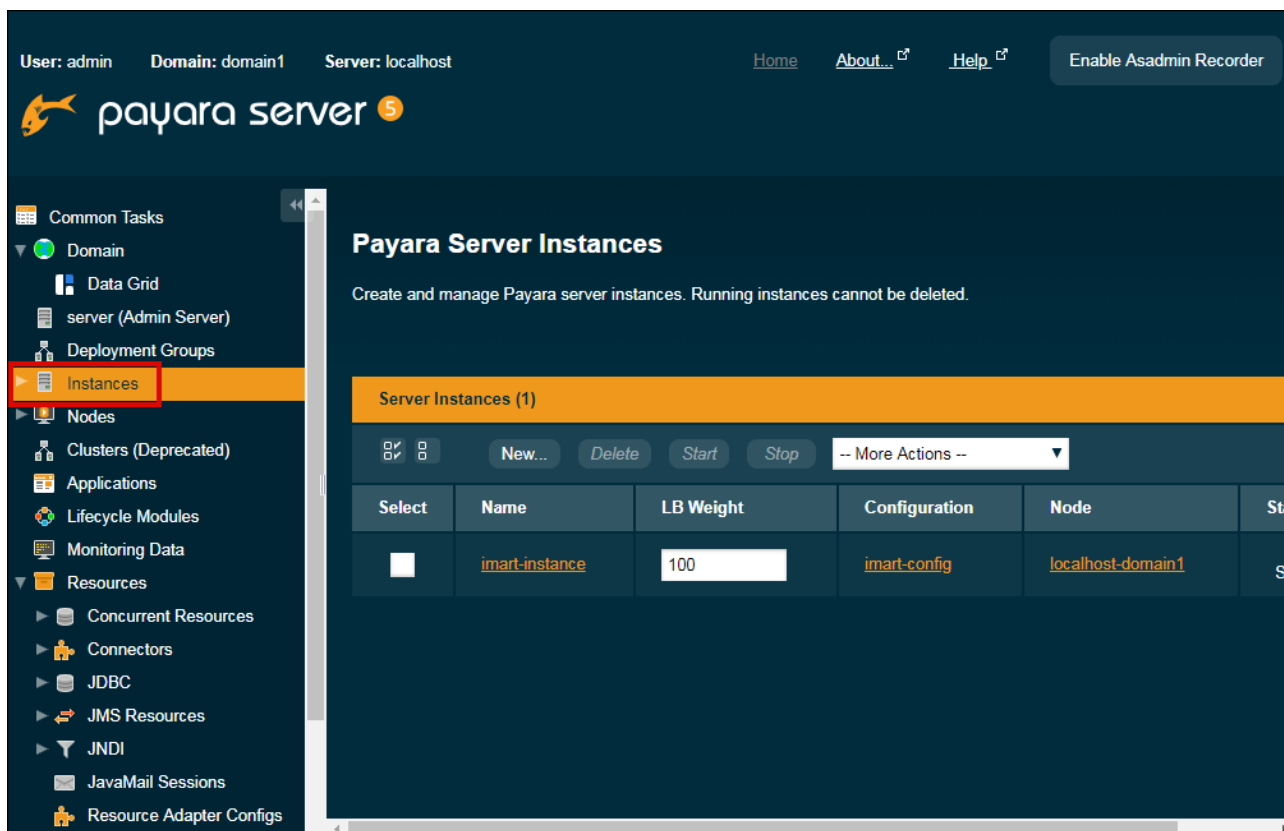 User: admin Domain: domain1 Server: localhost Home About... Help Enable Asadmin Recorder
payara server 5
Common Tasks
Domain
Data Grid
server (Admin Server)
Deployment Groups
Instances
Nodes
Clusters (Deprecated)
Applications
Lifecycle Modules
Monitoring Data
Resources
Concurrent Resources
Connectors
JDBC
JMS Resources
JNDI
JavaMail Sessions
Resource Adapter Configs
Payara Server Instances
Create and manage Payara server instances. Running instances cannot be deleted.
Server Instances (1)
New... Delete Start Stop -- More Actions --
Select Name LB Weight Configuration Node
imart-instance 100 imart-config localhost-domain1